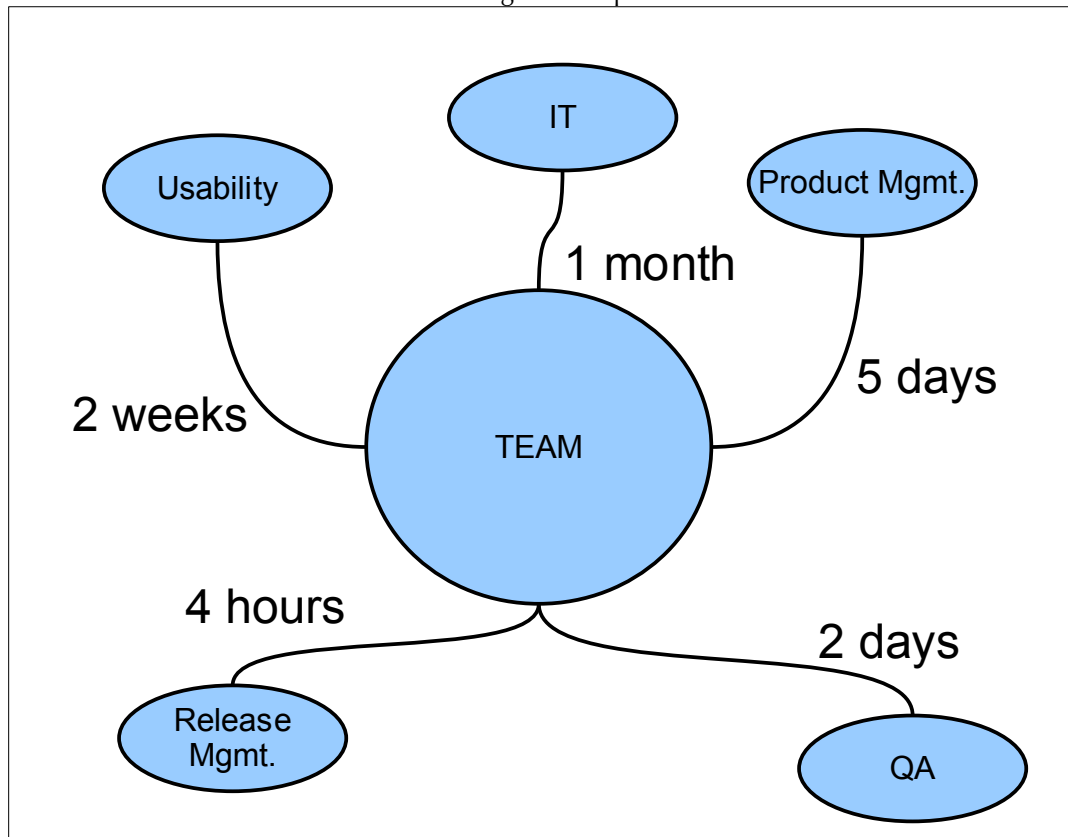 IT
Usability
Product Mgmt.
1 month
5 days
2 weeks
TEAM
4 hours
2 days
Release
Mgmt.
QA